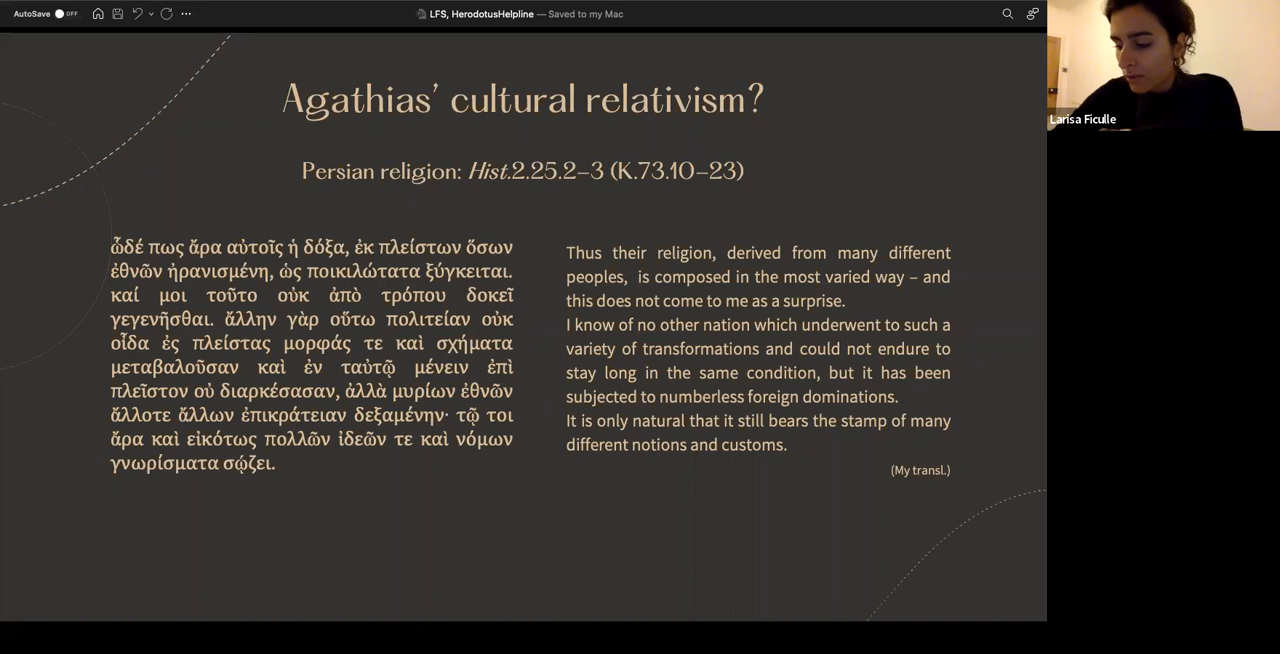 AutoSave OFF
LFS, HerodotusHelpline — Saved to my Mac
Larisa Ficulle
Agathias' cultural relativism?
Persian religion: Hist.2.25.2–3 (K.73.10–23)
ὧδέ πως ἄρα αὐτοῖς ἡ δόξα, ἐκ πλείστων ὅσων
ἐθνῶν ἠρανισμένη, ὡς ποικιλώτατα ξύγκειται.
καί μοι τοῦτο οὐκ ἀπὸ τρόπου δοκεῖ
γεγενῆσθαι. ἄλλην γὰρ οὕτω πολιτείαν οὐκ
οἶδα ἐς πλείστας μορφάς τε καὶ σχήματα
μεταβαλοῦσαν καὶ ἐν ταὐτῷ μένειν ἐπὶ
πλεῖστον οὐ διαρκέσασαν, ἀλλὰ μυρίων ἐθνῶν
ἄλλοτε ἄλλων ἐπικράτειαν δεξαμένην· τῷ τοι
ἄρα καὶ εἰκότως πολλῶν ἰδεῶν τε καὶ νόμων
γνωρίσματα σῴζει.
Thus their religion, derived from many different
peoples, is composed in the most varied way – and
this does not come to me as a surprise.
I know of no other nation which underwent to such a
variety of transformations and could not endure to
stay long in the same condition, but it has been
subjected to numberless foreign dominations.
It is only natural that it still bears the stamp of many
different notions and customs.
(My transl.)